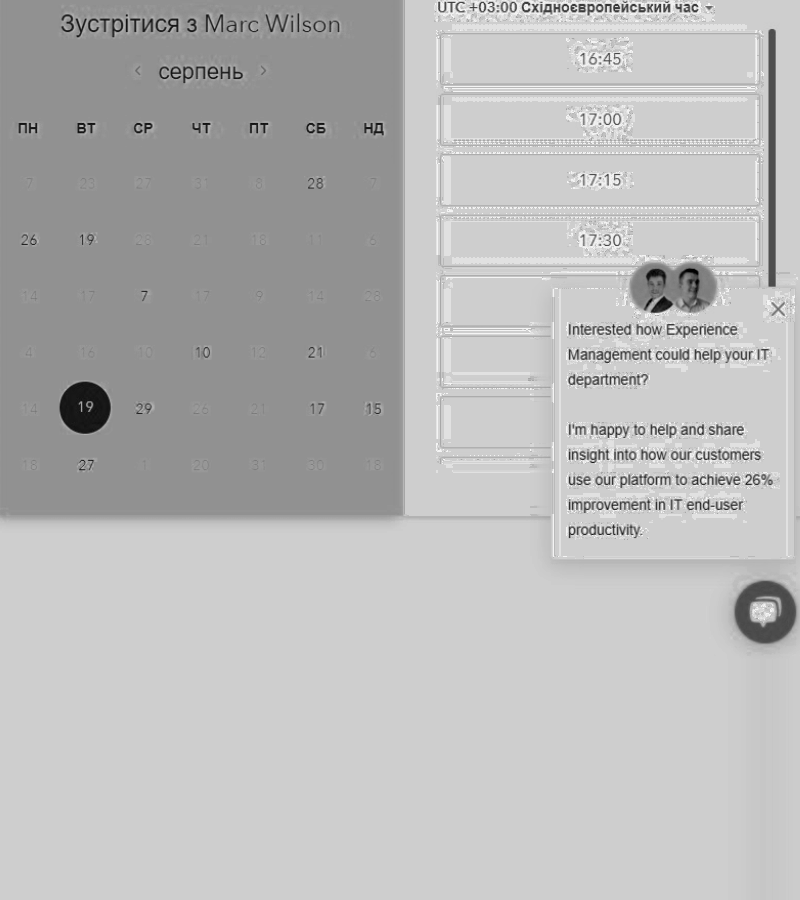 Зустрітися з Marc Wilson
серпень
ПН ВТ СР ЧТ ПТ СБ НД
7 23 27 31 8 28 7
26 19 28 21 18 11 6
14 17 7 17 9 14 28
4 16 10 10 12 21 6
14 19 29 26 21 17 15
18 27 1 20 31 30 18
UTC +03:00 Східноєвропейський час
16:45
17:00
17:15
17:30
Interested how Experience
Management could help your IT
department?
I'm happy to help and share
insight into how our customers
use our platform to achieve 26%
improvement in IT end-user
productivity.